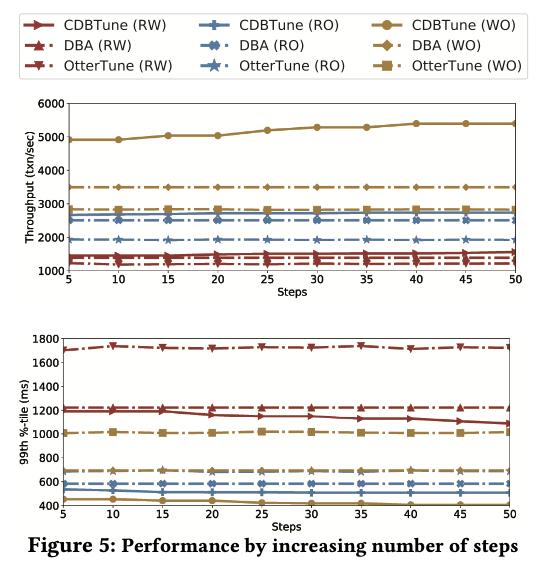 CDBTune (RW) CDBTune (RO) CDBTune (WO)
DBA (RW) DBA (RO) DBA (WO)
OtterTune (RW) OtterTune (RO) OtterTune (WO)
6000
5000
4000
3000
2000
1000
Throughput (txn/sec)
5 10 15 20 25 30 35 40 45 50
Steps
1800
1600
1400
1200
1000
800
600
400
99th %-tile (ms)
5 10 15 20 25 30 35 40 45 50
Steps
Figure 5: Performance by increasing number of steps